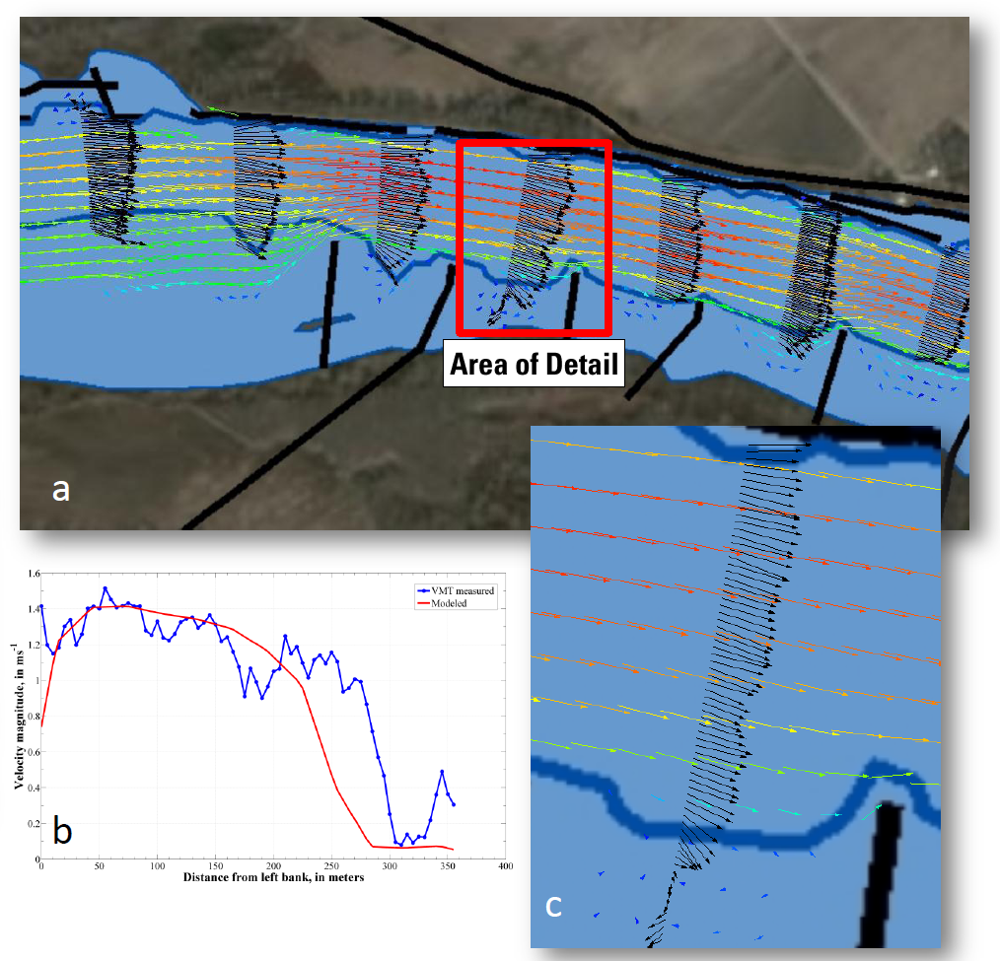 Area of Detail
a
1.6
1.4
1.2
1
0.8
0.6
0.4
0.2
0
Velocity magnitude, in ms-1
VMT measured
Modeled
b
0 50 100 150 200 250 300 350 400
Distance from left bank, in meters
c